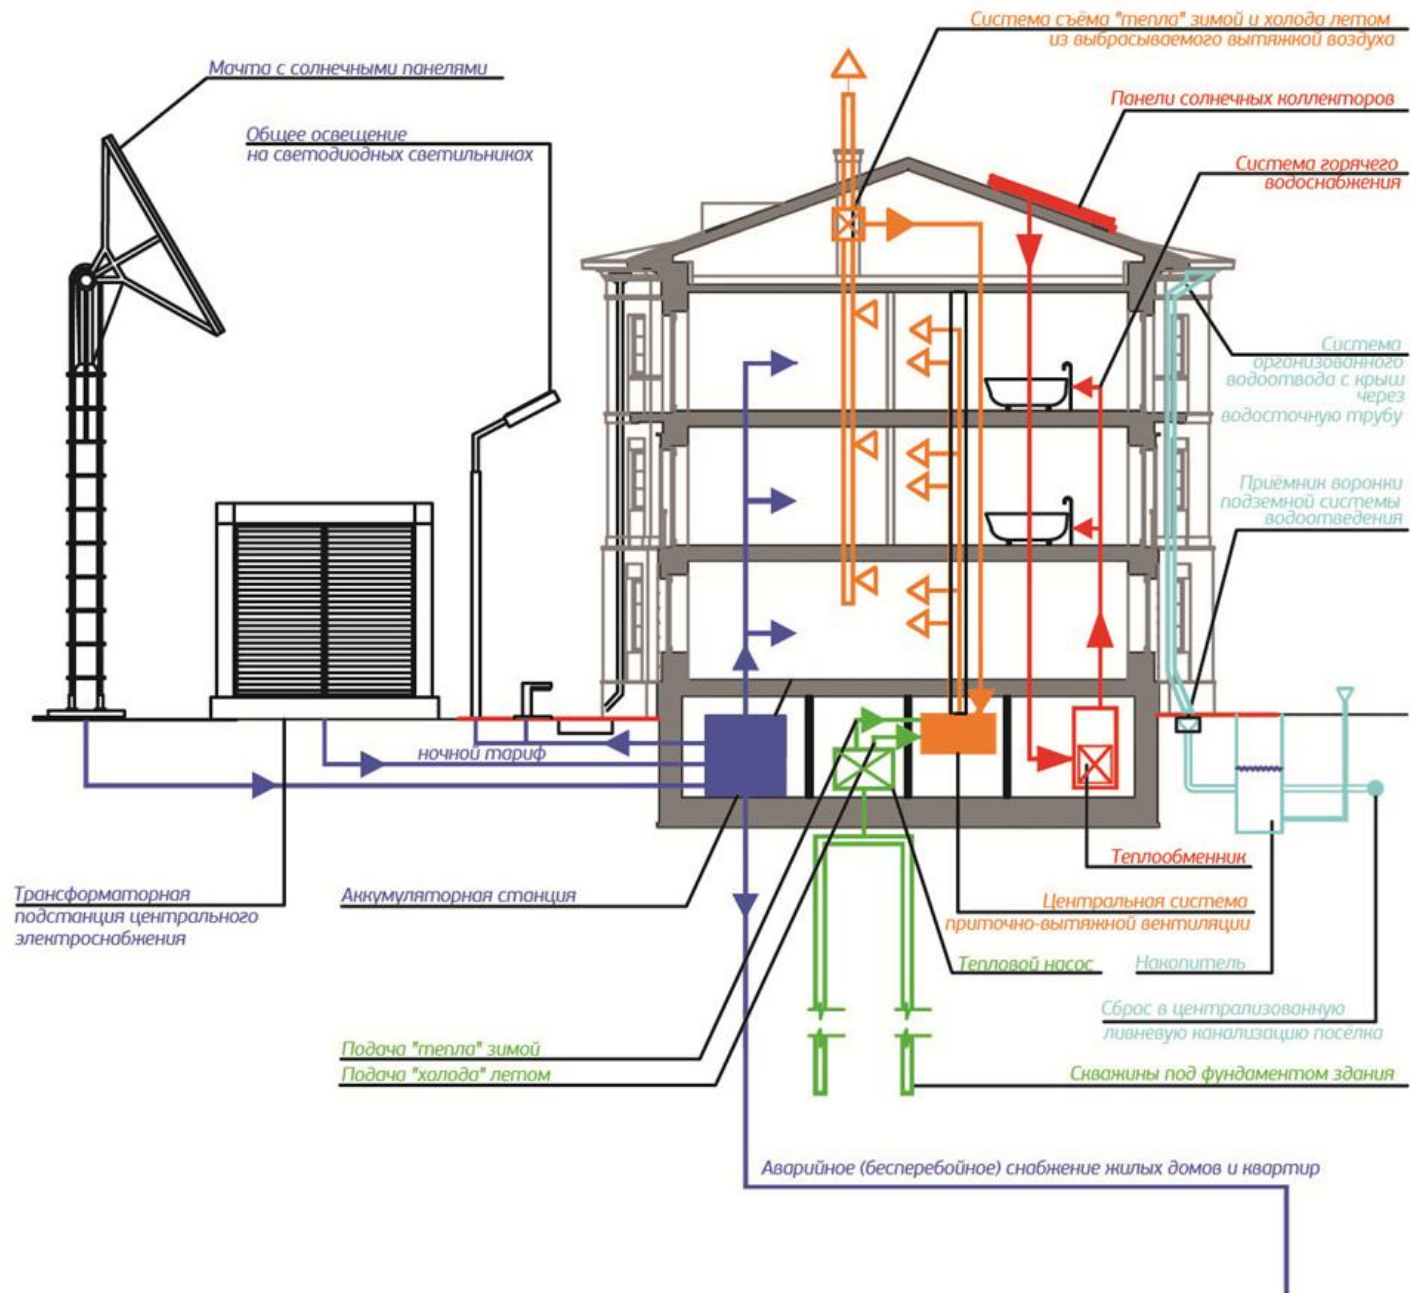 Система съёма "тепла" зимой и холода летом
из выбрасываемого вытяжкой воздуха
Мачта с солнечными панелями
Панели солнечных коллекторов
Общее освещение
на светодиодных светильниках
Система горячего
водоснабжения
Система
организованного
водоотвода с крыш
через
водосточную трубу
Приёмник воронки
подземной системы
водоотведения
ночной тариф
Теплообменник
Трансформаторная
подстанция центрального
электроснабжения
Аккумуляторная станция
Центральная система
приточно-вытяжной вентиляции
Тепловой насос
Накопитель
Сброс в централизованную
ливневую канализацию посёлка
Подача "тепла" зимой
Подача "холода" летом
Скважины под фундаментом здания
Аварийное (бесперебойное) снабжение жилых домов и квартир